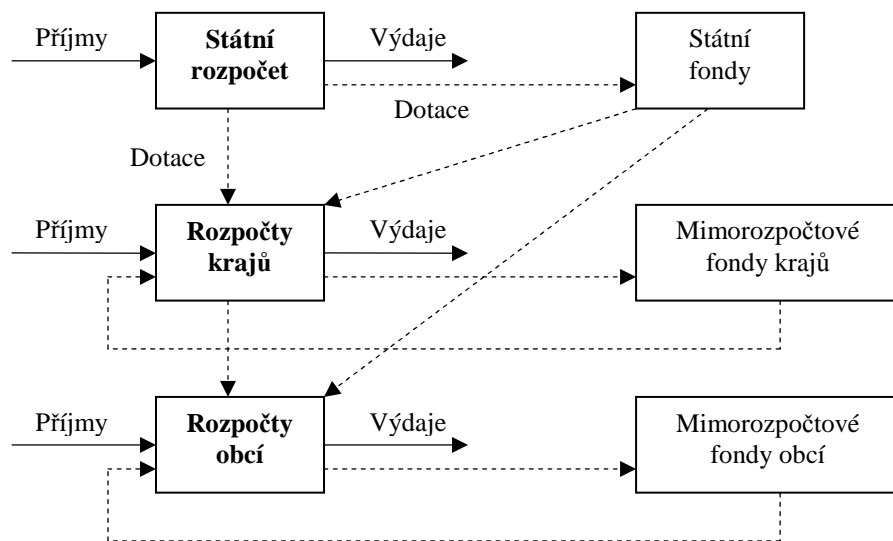 Příjmy
Státní
rozpočet
Výdaje
Státní
fondy
Dotace
Dotace
Příjmy
Rozpočty
krajů
Výdaje
Mimorozpočtové
fondy krajů
Příjmy
Rozpočty
obcí
Výdaje
Mimorozpočtové
fondy obcí